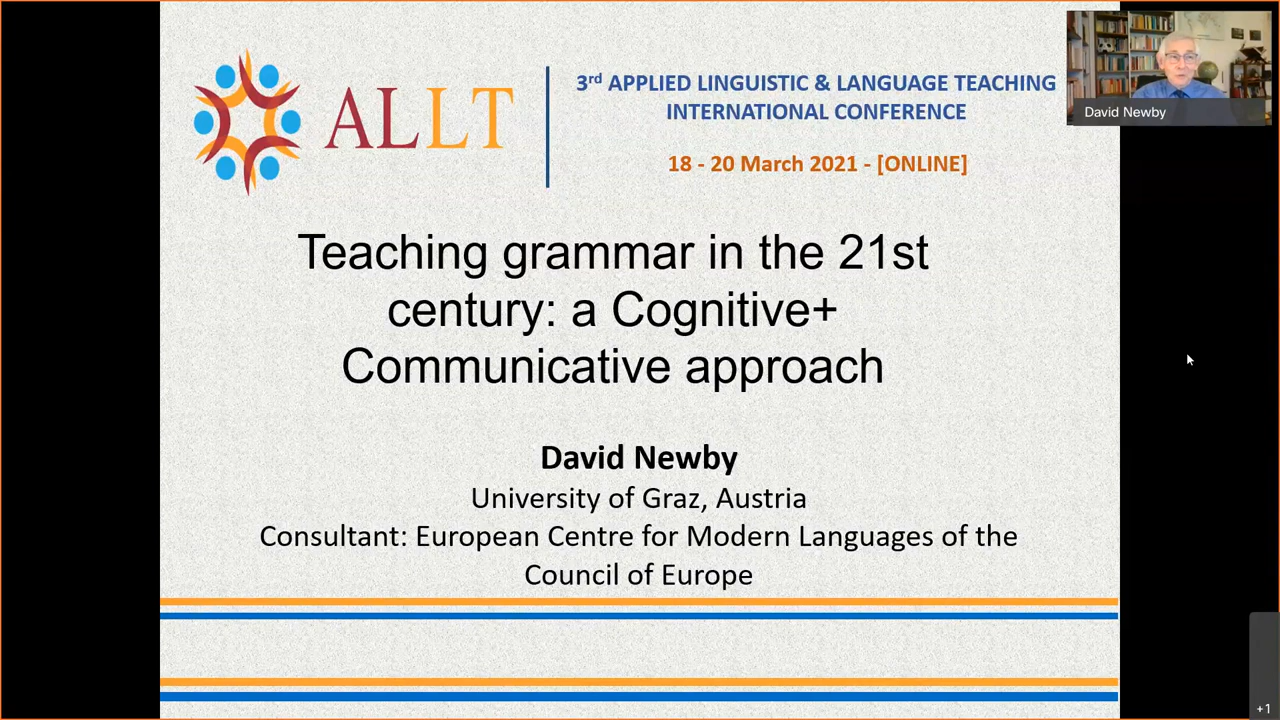 ALLT
3rd APPLIED LINGUISTIC & LANGUAGE TEACHING
INTERNATIONAL CONFERENCE
18 - 20 March 2021 - [ONLINE]
David Newby
Teaching grammar in the 21st
century: a Cognitive+
Communicative approach
David Newby
University of Graz, Austria
Consultant: European Centre for Modern Languages of the
Council of Europe
+1